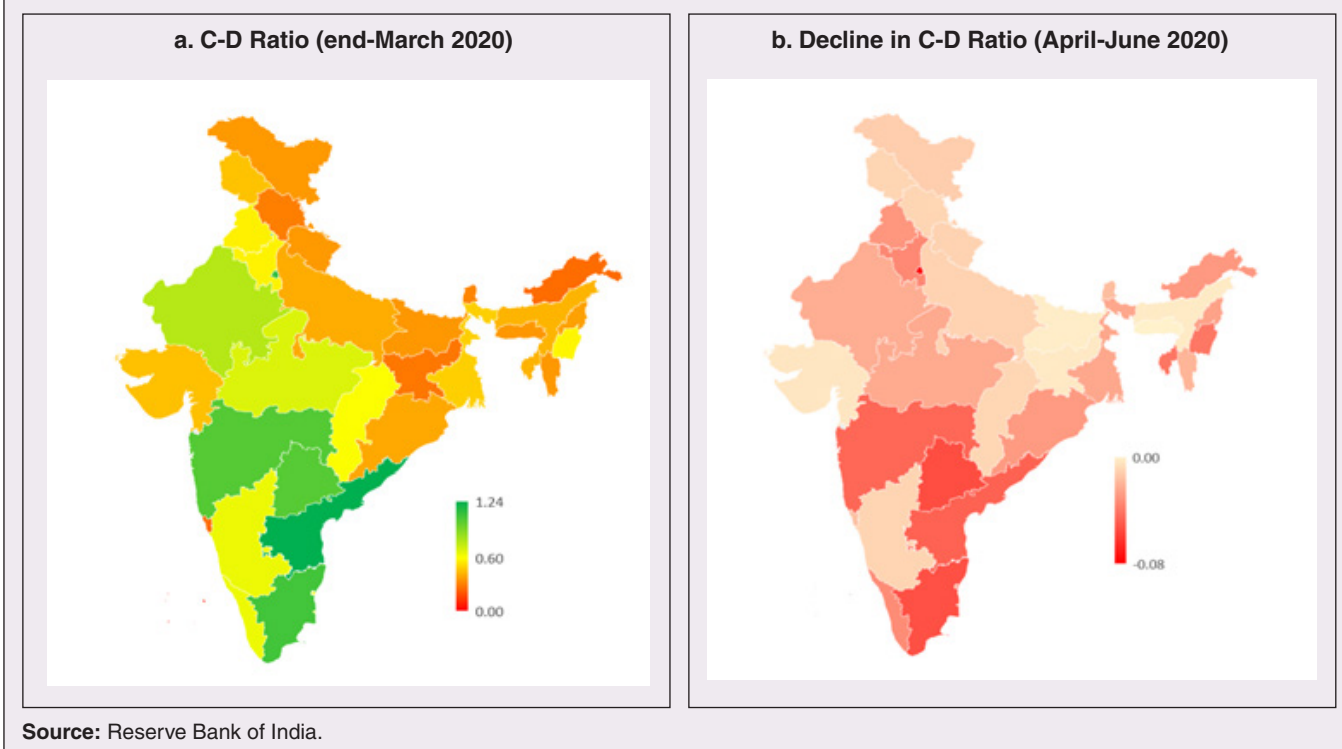 a. C-D Ratio (end-March 2020)
1.24
0.60
0.00
b. Decline in C-D Ratio (April-June 2020)
0.00
-0.08
Source: Reserve Bank of India.